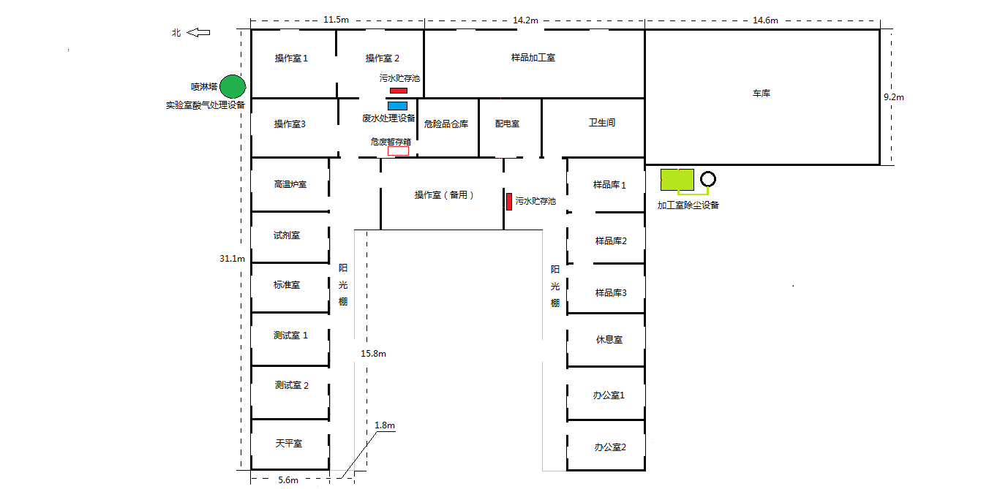 11.5m
14.2m
14.6m
北
操作室1
操作室 2
样品加工室
污水贮存池
喷淋塔
实验室酸气处理设备
车库
9.2m
操作室3
废水处理设备
危险品仓库
配电室
卫生间
危废暂存箱
高温炉室
操作室（备用）
污水贮存池
样品库1
加工室除尘设备
试剂室
样品库2
31.1m
阳
光
棚
阳
光
棚
标准室
样品库3
测试室 1
休息室
15.8m
测试室 2
办公室1
1.8m
天平室
办公室2
5.6m